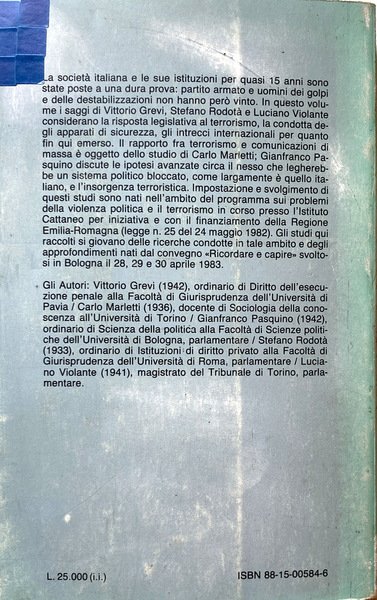 La società italiana e le sue istituzioni per quasi 15 anni sono
state poste a una dura prova: partito armato e uomini dei golpi
e delle destabilizzazioni non hanno però vinto. In questo volu-
me i saggi di Vittorio Grevi, Stefano Rodotà e Luciano Violante
considerano la risposta legislativa al terrorismo, la condotta de-
gli apparati di sicurezza, gli intrecci internazionali per quanto
fin qui emerso. Il rapporto fra terrorismo e comunicazioni di
massa è oggetto dello studio di Carlo Marletti; Gianfranco Pa-
squino discute le ipotesi avanzate circa il nesso che legherebbe-
be un sistema politico bloccato, come largamente è quello ita-
liano, e l'insorgenza terroristica. Impostazione e svolgimento di
questi studi sono nati nell'ambito del programma sui problemi
della violenza politica e il terrorismo in corso presso l'Istituto
Cattaneo per iniziativa e con il finanziamento della Regione
Emilia-Romagna (legge n. 25 del 24 maggio 1982). Gli studi qui
raccolti si giovano delle ricerche condotte in tale ambito e degli
approfondimenti nati dal convegno «Ricordare e capire» svolto-
si in Bologna il 28, 29 e 30 aprile 1983.
Gli Autori: Vittorio Grevi (1942), ordinario di Diritto dell'esecu-
zione penale alla Facoltà di Giurisprudenza dell'Università di
Pavia / Carlo Marletti (1936), docente di Sociologia della cono-
scenza all'Università di Torino / Gianfranco Pasquino (1942),
ordinario di Scienza della politica alla Facoltà di Scienze politi-
che dell'Università di Bologna, parlamentare / Stefano Rodotà
(1933), ordinario di Istituzioni di diritto privato alla Facoltà di
Giurisprudenza dell'Università di Roma, parlamentare / Lucia-
no Violante (1941), magistrato del Tribunale di Torino, parla-
mentare.
L. 25.000 (i.i.)
ISBN 88-15-00584-6